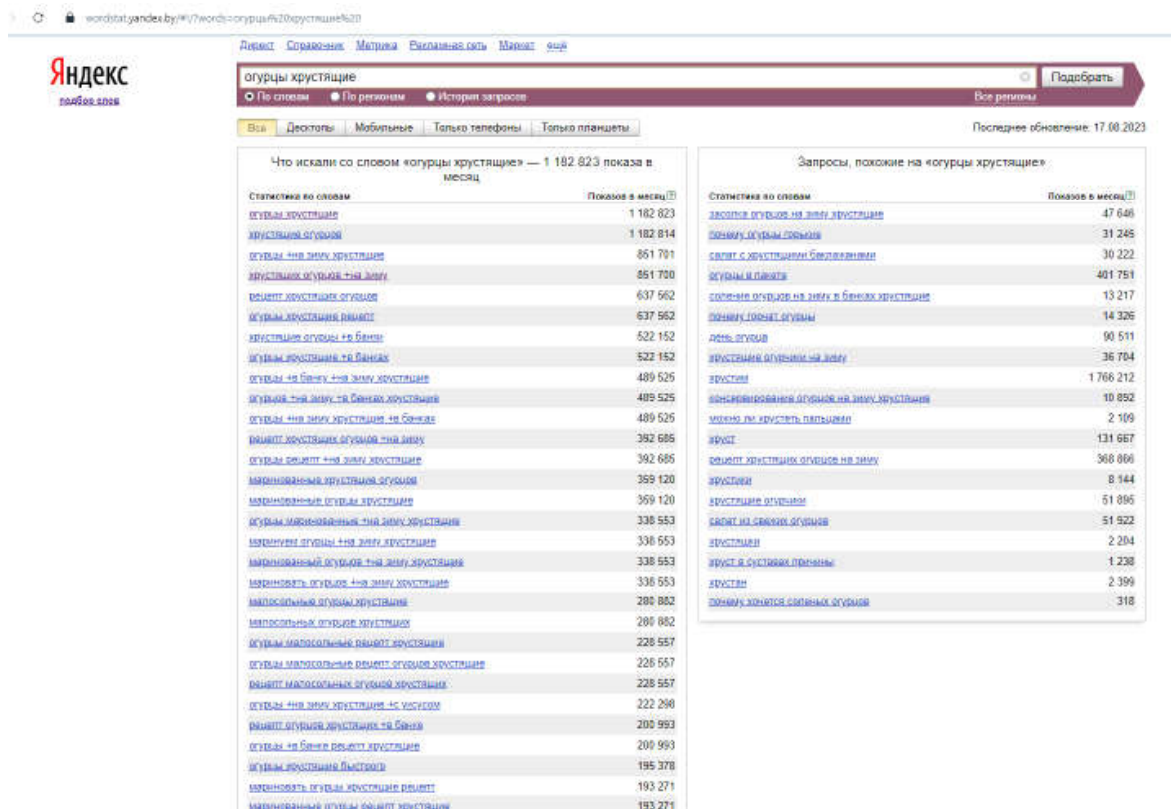 wordstat.yandex.by/#!/?words=огурцы%20хрустящие%20
Директ Справочник Метрика Рекламная сеть Маркет ещё
Яндекс
подбор слов
огурцы хрустящие
Подобрать
По словам По регионам История запросов
Все регионы
Все Десктопы Мобильные Только телефоны Только планшеты
Последнее обновление: 17.08.2023
Что искали со словом «огурцы хрустящие» — 1 182 823 показа в
месяц
Статистика по словам Показов в месяц
огурцы хрустящие 1 182 823
хрустящие огурцов 1 182 814
огурцы +на зиму хрустящие 851 701
хрустящих огурцов +на зиму 851 700
рецепт хрустящих огурцов 637 562
огурцы хрустящие рецепт 637 562
хрустящие огурцы +в банки 522 152
огурцы хрустящие +в банках 522 152
огурцы +в банку +на зиму хрустящие 489 525
огурцов +на зиму +в банках хрустящие 489 525
огурцы +на зиму хрустящие +в банках 489 525
рецепт хрустящих огурцов +на зиму 392 685
огурцы рецепт +на зиму хрустящие 392 685
маринованные хрустящие огурцов 359 120
маринованные огурцы хрустящие 359 120
огурцы маринованные +на зиму хрустящие 338 553
маринуем огурцы +на зиму хрустящие 338 553
маринованный огурцов +на зиму хрустящие 338 553
мариновать огурцов +на зиму хрустящие 338 553
малосольные огурцы хрустящие 280 882
малосольных огурцов хрустящих 280 882
огурцы малосольные рецепт хрустящие 228 557
огурцы малосольные рецепт огурцов хрустящие 228 557
рецепт малосольных огурцов хрустящих 228 557
огурцы +на зиму хрустящие +с уксусом 222 298
рецепт огурцов хрустящих +в банке 200 993
огурцы +в банке рецепт хрустящие 200 993
огурцы хрустящие быстрого 195 378
мариновать огурцы хрустящие рецепт 193 271
маринованные огурцы рецепт хрустящие 193 271
Запросы, похожие на «огурцы хрустящие»
Статистика по словам Показов в месяц
засолка огурцов на зиму хрустящие 47 646
почему огурцы горькие 31 245
салат с хрустящими баклажанами 30 222
огурцы в пакете 401 751
соление огурцов на зиму в банках хрустящие 13 217
почему горчат огурцы 14 326
день огурца 90 511
хрустящие огурчики на зиму 36 704
хрустим 1 766 212
консервирование огурцов на зиму хрустящие 10 852
можно ли хрустеть пальцами 2 109
хруст 131 667
рецепт хрустящих огурцов на зиму 368 866
хрустики 8 144
хрустящие огурчики 51 895
салат из свежих огурцов 51 922
хрустящки 2 204
хруст в суставах причины 1 238
хрустан 2 399
почему хочется соленых огурцов 318